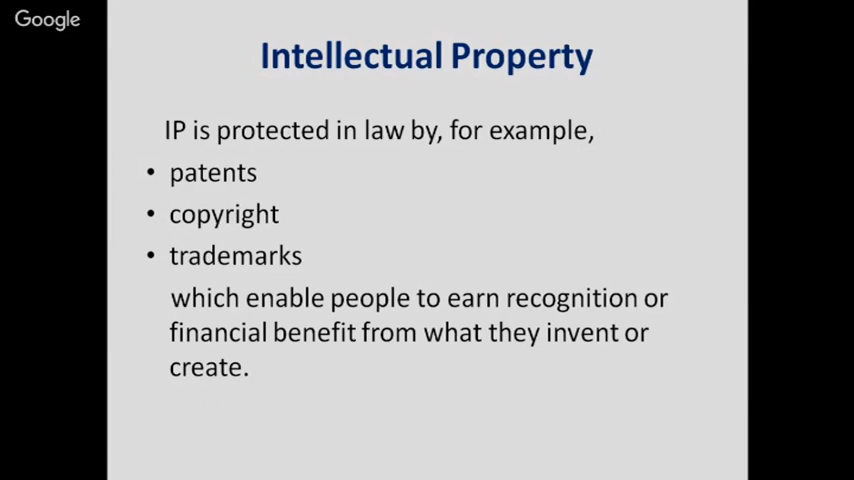 Google
Intellectual Property
IP is protected in law by, for example,
• patents
• copyright
• trademarks
which enable people to earn recognition or
financial benefit from what they invent or
create.